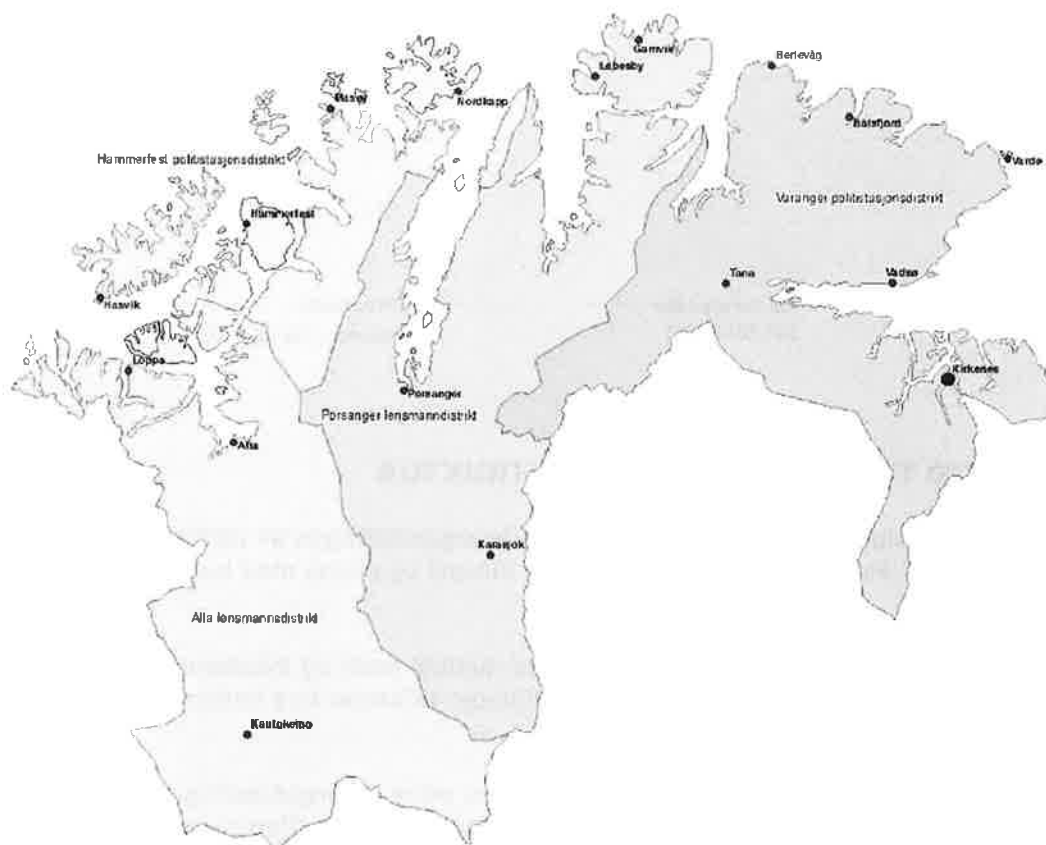 Gamvik
Lebesby
Berlevåg
Måsøy
Nordkapp
Båtsfjord
Vardø
Hammerfest politistasjonsdistrikt
Varanger politistasjonsdistrikt
Hammerfest
Tana
Vadsø
Hasvik
Loppa
Kirkenes
Porsanger
Porsanger lensmanndistrikt
Alta
Karasjok
Alta lensmannsdistrikt
Kautokeino